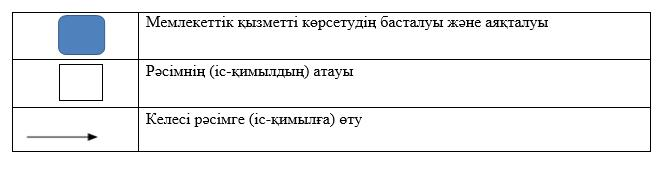 Мемлекеттік қызметті көрсетудің басталуы және аяқталуы
Рәсімнің (іс-қимылдың) атауы
Келесі рәсімге (іс-қимылға) өту